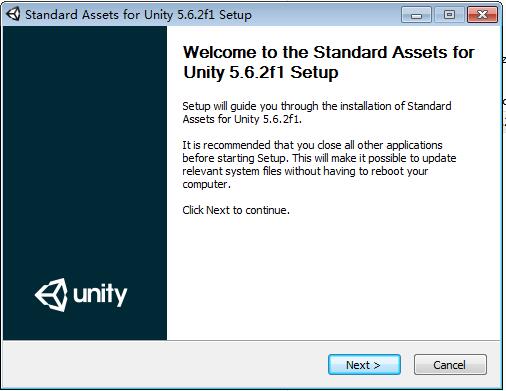 Standard Assets for Unity 5.6.2f1 Setup
Welcome to the Standard Assets for
Unity 5.6.2f1 Setup
Setup will guide you through the installation of Standard
Assets for Unity 5.6.2f1.
It is recommended that you close all other applications
before starting Setup. This will make it possible to update
relevant system files without having to reboot your
computer.
Click Next to continue.
unity
Next >
Cancel